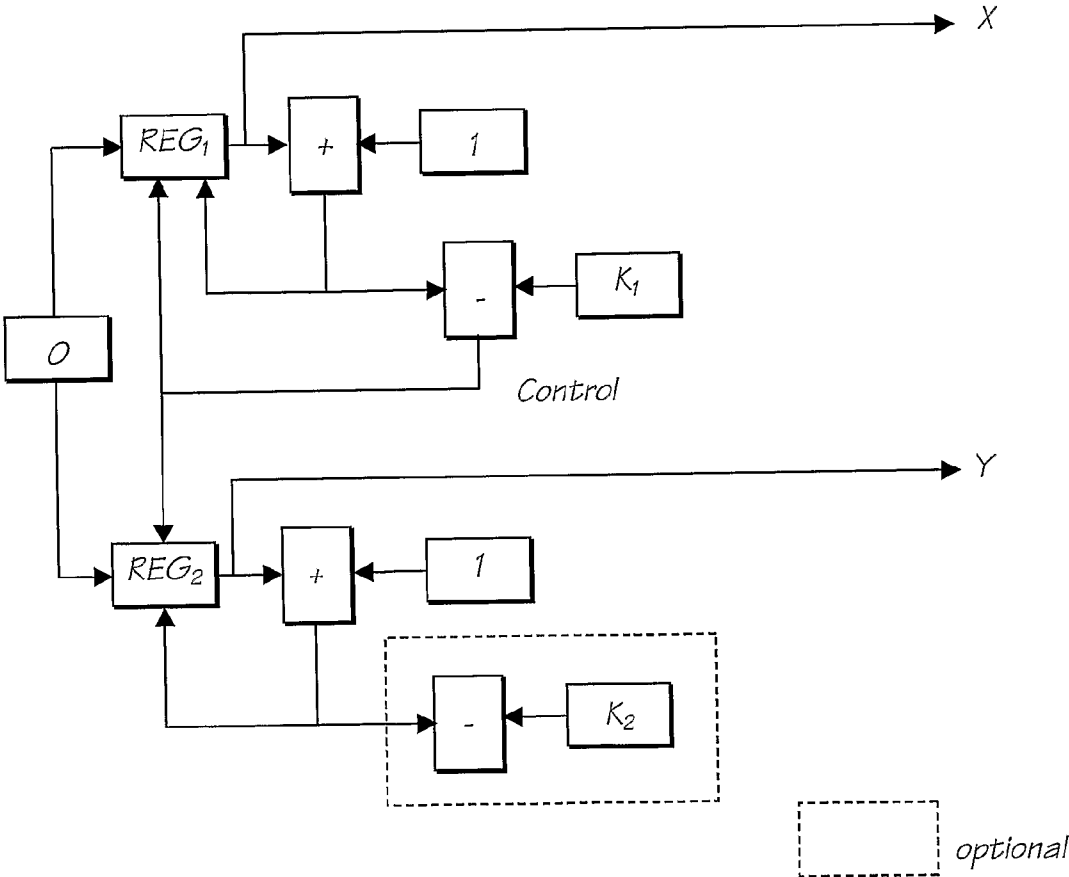 X
REG₁
+
1
-
K₁
0
Control
Y
REG₂
+
1
-
K₂
optional